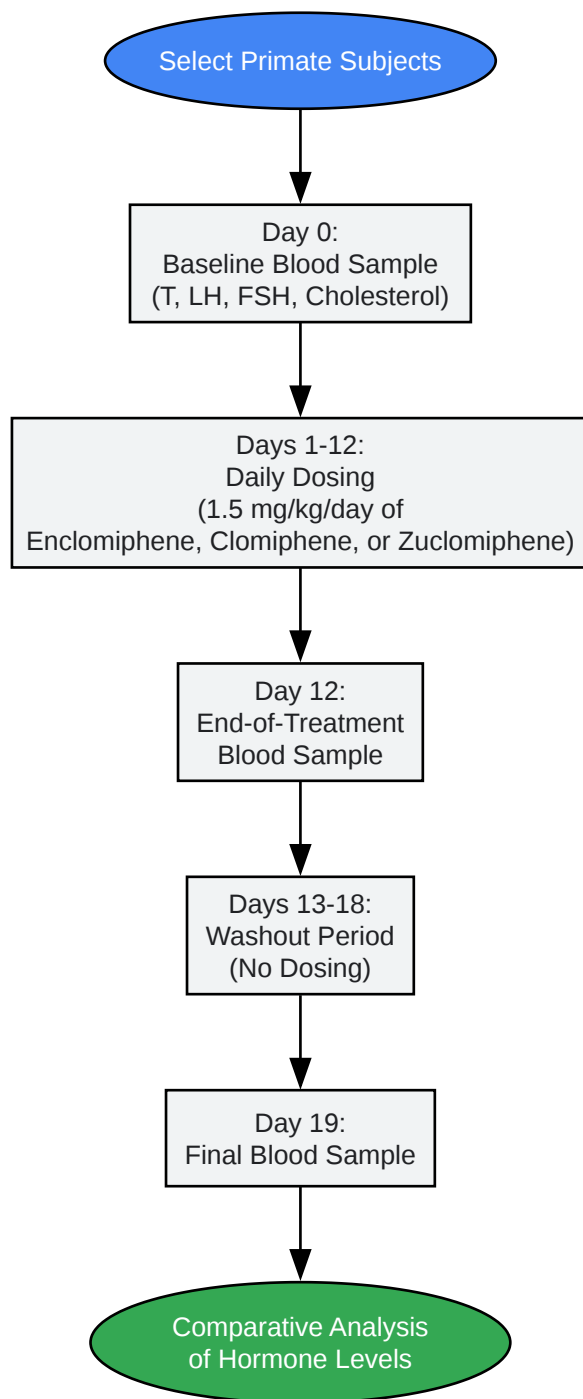 Select Primate Subjects
Day 0:
Baseline Blood Sample
(T, LH, FSH, Cholesterol)
Days 1-12:
Daily Dosing
(1.5 mg/kg/day of
Enclomiphene, Clomiphene, or Zuclomiphene)
Day 12:
End-of-Treatment
Blood Sample
Days 13-18:
Washout Period
(No Dosing)
Day 19:
Final Blood Sample
Comparative Analysis
of Hormone Levels